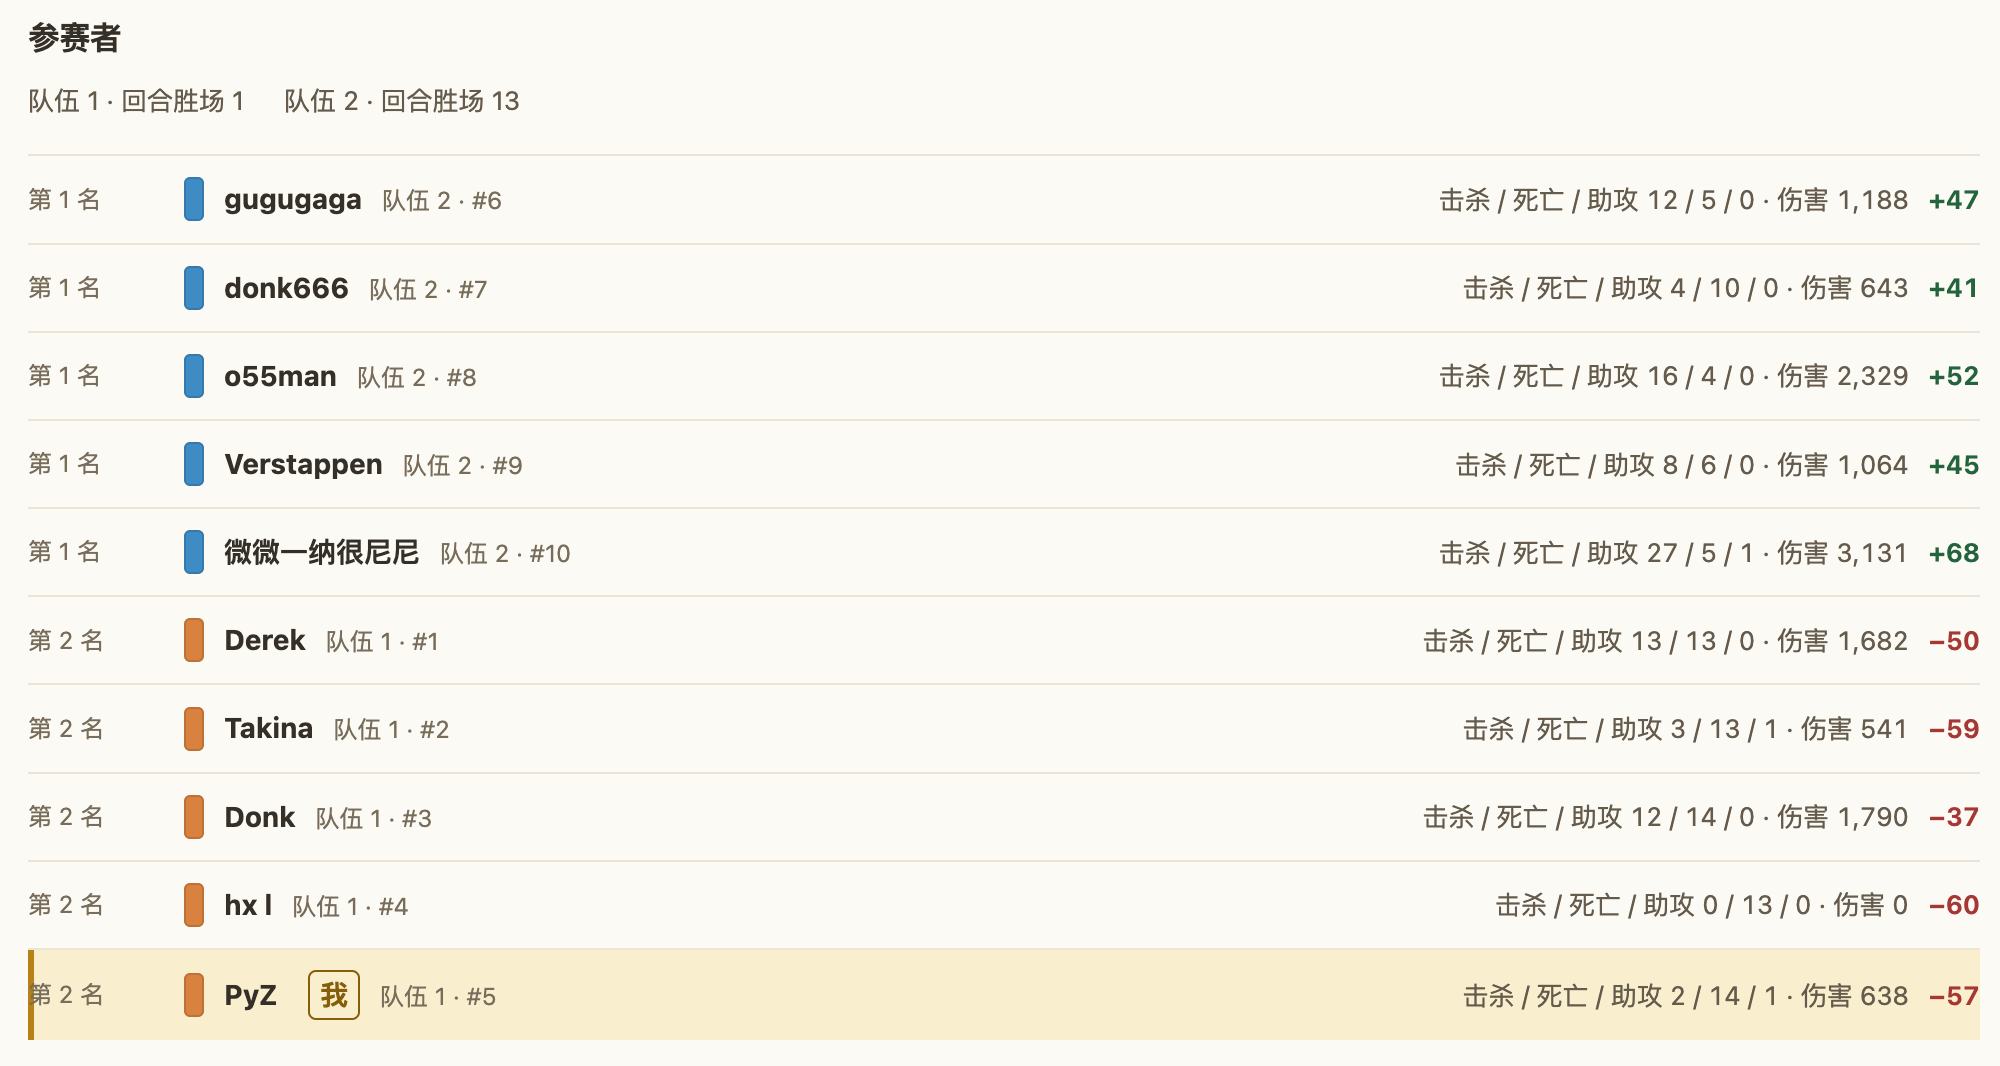 参赛者
队伍 1 · 回合胜场 1 队伍 2 · 回合胜场 13
第 1 名 gugugaga 队伍 2 · #6 击杀 / 死亡 / 助攻 12 / 5 / 0 · 伤害 1,188 +47
第 1 名 donk666 队伍 2 · #7 击杀 / 死亡 / 助攻 4 / 10 / 0 · 伤害 643 +41
第 1 名 o55man 队伍 2 · #8 击杀 / 死亡 / 助攻 16 / 4 / 0 · 伤害 2,329 +52
第 1 名 Verstappen 队伍 2 · #9 击杀 / 死亡 / 助攻 8 / 6 / 0 · 伤害 1,064 +45
第 1 名 微微一纳很尼尼 队伍 2 · #10 击杀 / 死亡 / 助攻 27 / 5 / 1 · 伤害 3,131 +68
第 2 名 Derek 队伍 1 · #1 击杀 / 死亡 / 助攻 13 / 13 / 0 · 伤害 1,682 −50
第 2 名 Takina 队伍 1 · #2 击杀 / 死亡 / 助攻 3 / 13 / 1 · 伤害 541 −59
第 2 名 Donk 队伍 1 · #3 击杀 / 死亡 / 助攻 12 / 14 / 0 · 伤害 1,790 −37
第 2 名 hx l 队伍 1 · #4 击杀 / 死亡 / 助攻 0 / 13 / 0 · 伤害 0 −60
第 2 名 PyZ 我 队伍 1 · #5 击杀 / 死亡 / 助攻 2 / 14 / 1 · 伤害 638 −57